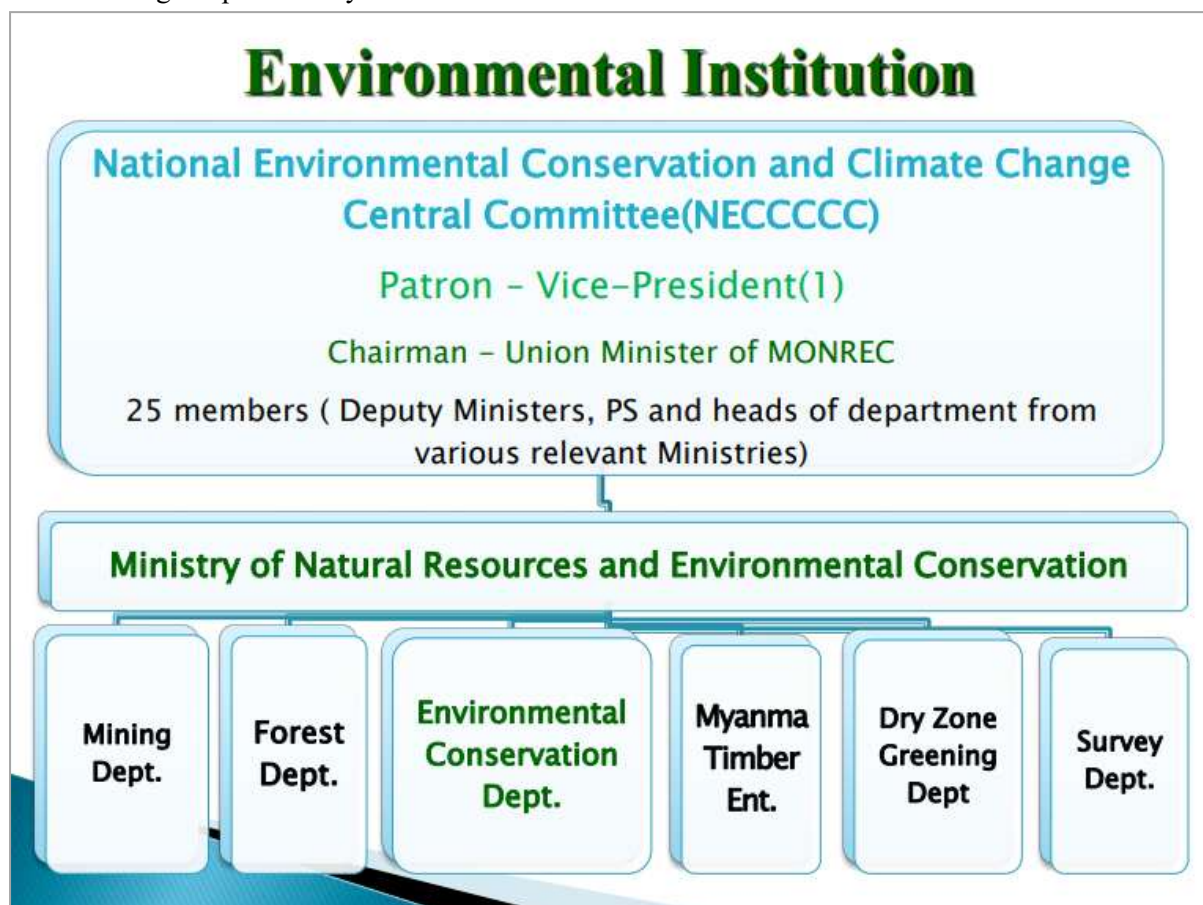 Environmental Institution
National Environmental Conservation and Climate Change
Central Committee(NECCCCC)
Patron – Vice-President(1)
Chairman – Union Minister of MONREC
25 members ( Deputy Ministers, PS and heads of department from
various relevant Ministries)
Ministry of Natural Resources and Environmental Conservation
Mining
Dept.
Forest
Dept.
Environmental
Conservation
Dept.
Myanma
Timber
Ent.
Dry Zone
Greening
Dept
Survey
Dept.